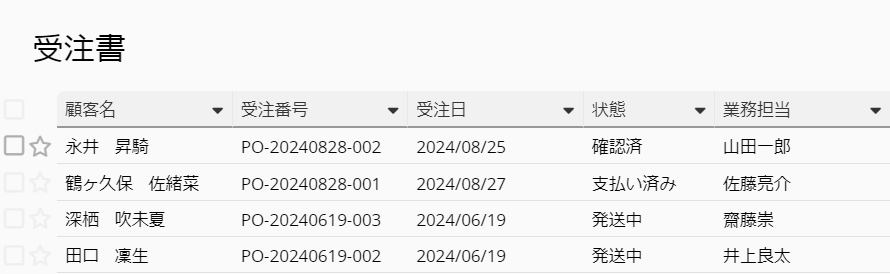 受注書
顧客名 受注番号 受注日 状態 業務担当
永井　昇騎 PO-20240828-002 2024/08/25 確認済 山田一郎
鶴ヶ久保　佐緒菜 PO-20240828-001 2024/08/27 支払い済み 佐藤亮介
深栖　吹未夏 PO-20240619-003 2024/06/19 発送中 齋藤崇
田口　凜生 PO-20240619-002 2024/06/19 発送中 井上良太